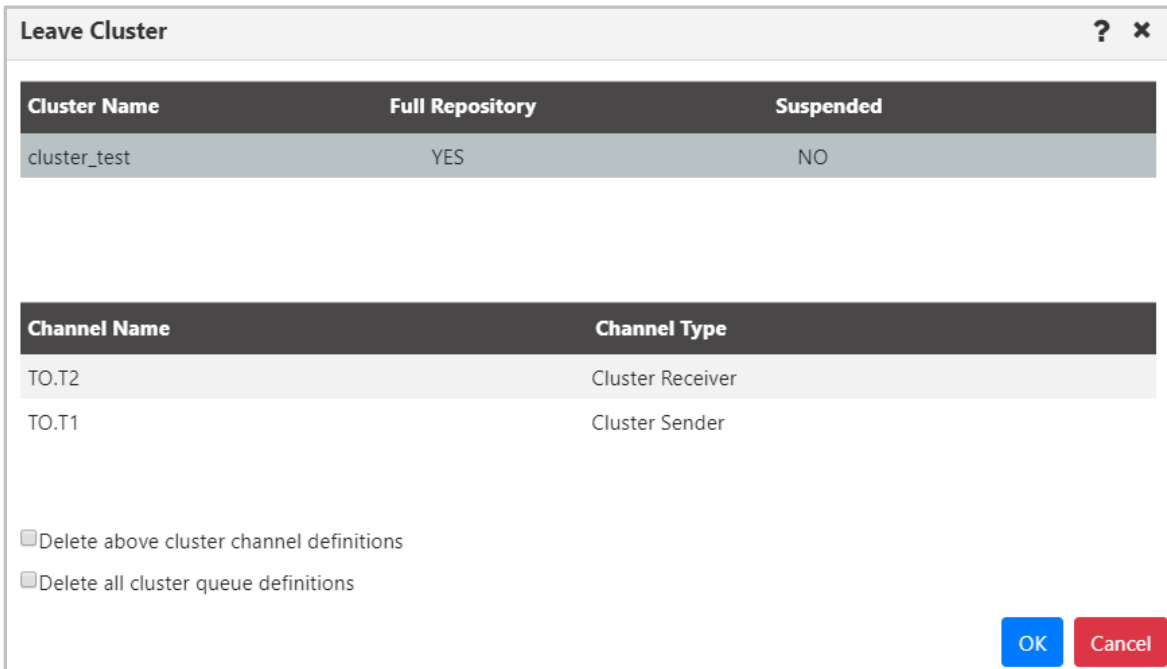 Leave Cluster ? ×
Cluster Name Full Repository Suspended
cluster_test YES NO
Channel Name Channel Type
TO.T2 Cluster Receiver
TO.T1 Cluster Sender
Delete above cluster channel definitions
Delete all cluster queue definitions
OK Cancel